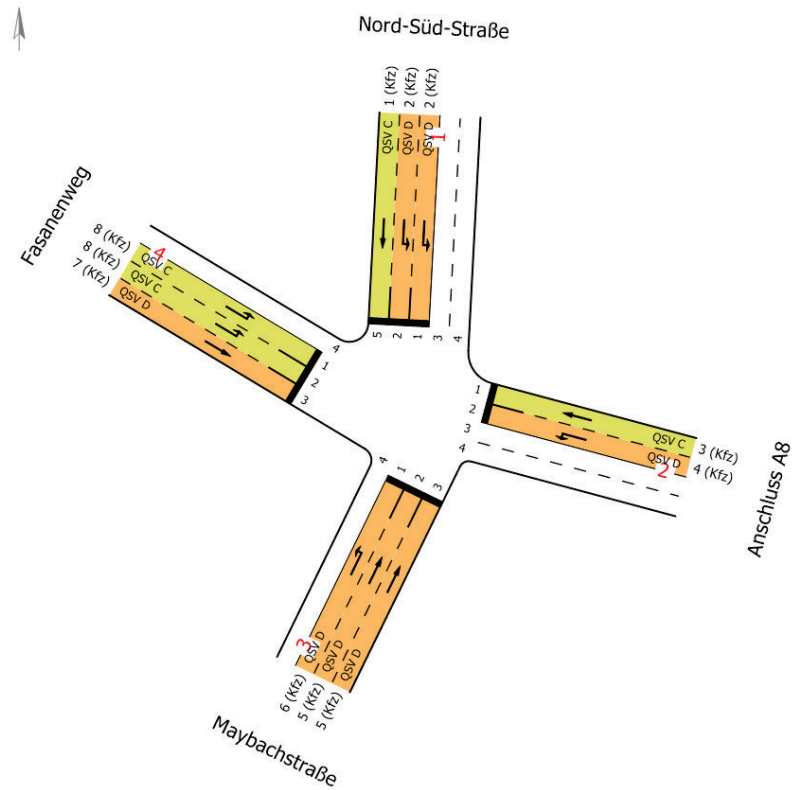 Nord-Süd-Straße
1 (Kfz)
2 (Kfz)
2 (Kfz)
QSV C
QSV D
QSV D
1
5
2
1
3
4
Fasanenweg
8 (Kfz)
8 (Kfz)
7 (Kfz)
4
QSV C
QSV C
QSV D
4
1
2
3
1
2
3
4
QSV C
QSV D
2
3 (Kfz)
4 (Kfz)
Anschluss A8
4
1
2
3
3
QSV D
QSV D
QSV D
6 (Kfz)
5 (Kfz)
5 (Kfz)
Maybachstraße